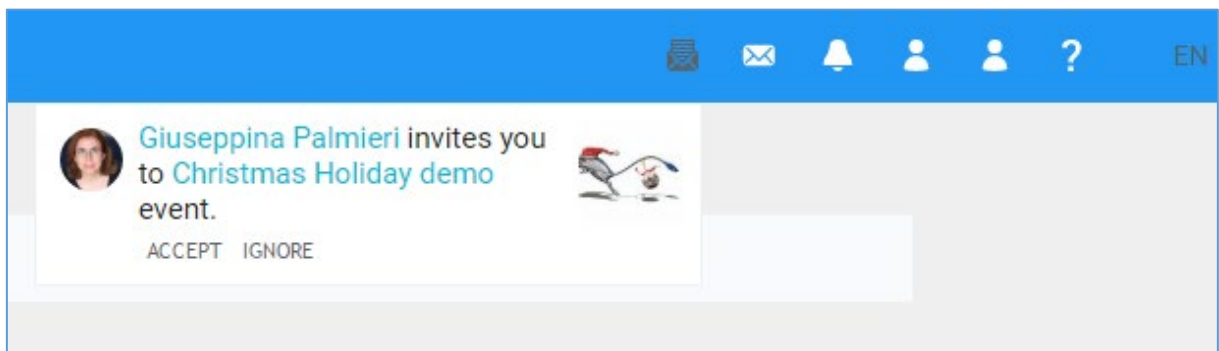 EN
Giuseppina Palmieri invites you
to Christmas Holiday demo
event.
ACCEPT IGNORE